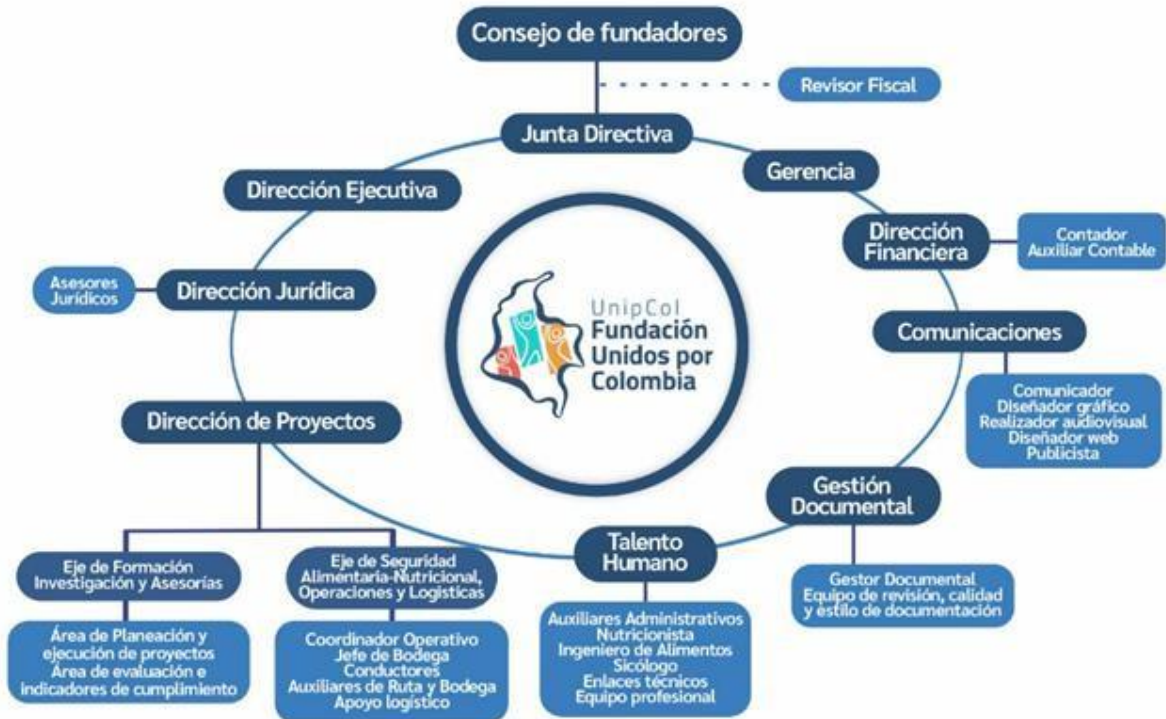 Consejo de fundadores
Revisor Fiscal
Junta Directiva
Gerencia
Dirección Ejecutiva
Dirección
Financiera
Contador
Auxiliar Contable
Asesores
Jurídicos
Dirección Jurídica
UnipCol
Fundación
Unidos por
Colombia
Comunicaciones
Comunicador
Diseñador gráfico
Realizador audiovisual
Diseñador web
Publicista
Dirección de Proyectos
Gestión
Documental
Gestor Documental
Equipo de revisión, calidad
y estilo de documentación
Talento
Humano
Auxiliares Administrativos
Nutricionista
Ingeniero de Alimentos
Sicólogo
Enlaces técnicos
Equipo profesional
Eje de Formación
Investigación y Asesorías
Área de Planeación y
ejecución de proyectos
Área de evaluación e
indicadores de cumplimiento
Eje de Seguridad
Alimentaria-Nutricional,
Operaciones y Logisticas
Coordinador Operativo
Jefe de Bodega
Conductores
Auxiliares de Ruta y Bodega
Apoyo logístico